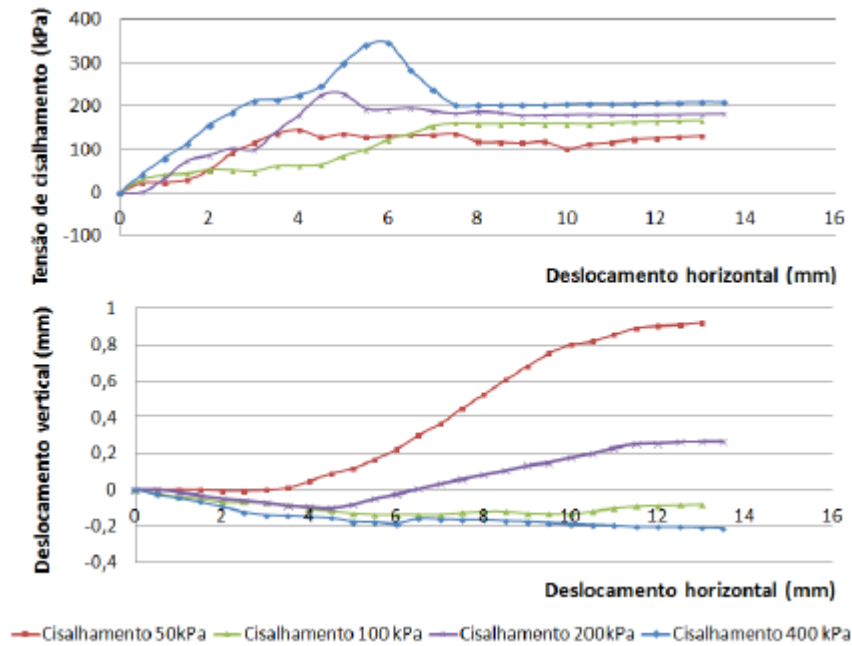 Tensão de cisalhamento (kPa)
400
300
200
100
0
-100
0 2 4 6 8 10 12 14 16
Deslocamento horizontal (mm)
Deslocamento vertical (mm)
1
0,8
0,6
0,4
0,2
0
-0,2
-0,4
0 2 4 6 8 10 12 14 16
Deslocamento horizontal (mm)
Cisalhamento 50kPa Cisalhamento 100 kPa Cisalhamento 200kPa Cisalhamento 400 kPa